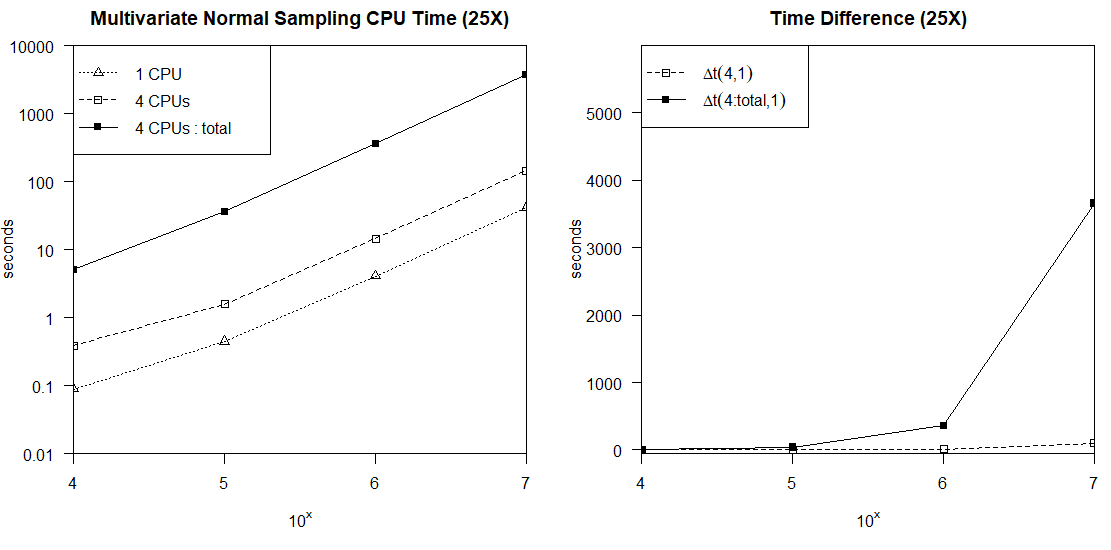 Multivariate Normal Sampling CPU Time (25X)
1 CPU
4 CPUs
4 CPUs : total
10000
1000
100
10
1
0.1
0.01
seconds
4 5 6 7
10^x
Time Difference (25X)
Δt(4,1)
Δt(4:total,1)
5000
4000
3000
2000
1000
0
seconds
4 5 6 7
10^x